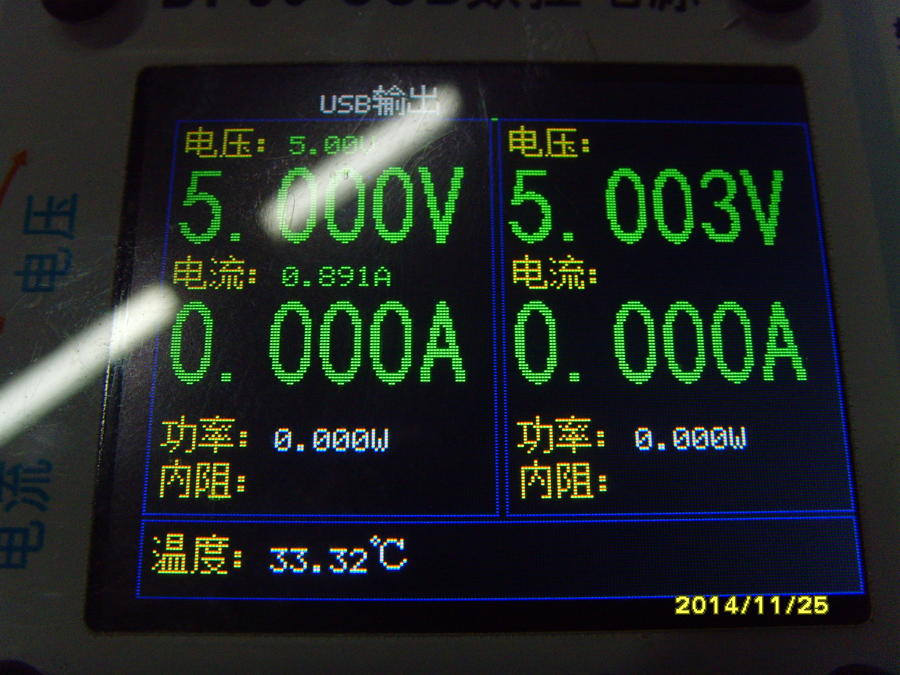 USB输出
电压: 5.00V
5.000V
电流: 0.891A
0.000A
功率: 0.000W
内阻:
电压:
5.003V
电流:
0.000A
功率: 0.000W
内阻:
温度: 33.32℃
电压
电流
2014/11/25